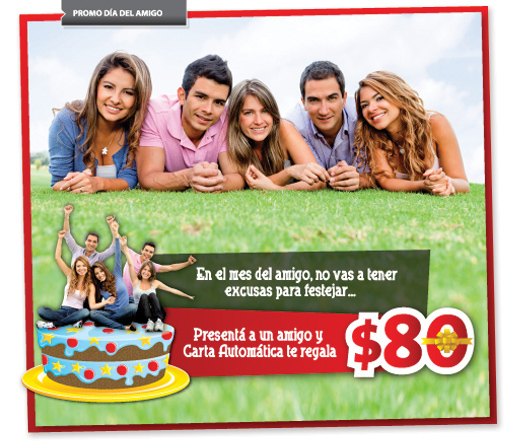 PROMO DÍA DEL AMIGO
En el mes del amigo, no vas a tener
excusas para festejar...
Presentá a un amigo y
Carta Automática te regala
$80